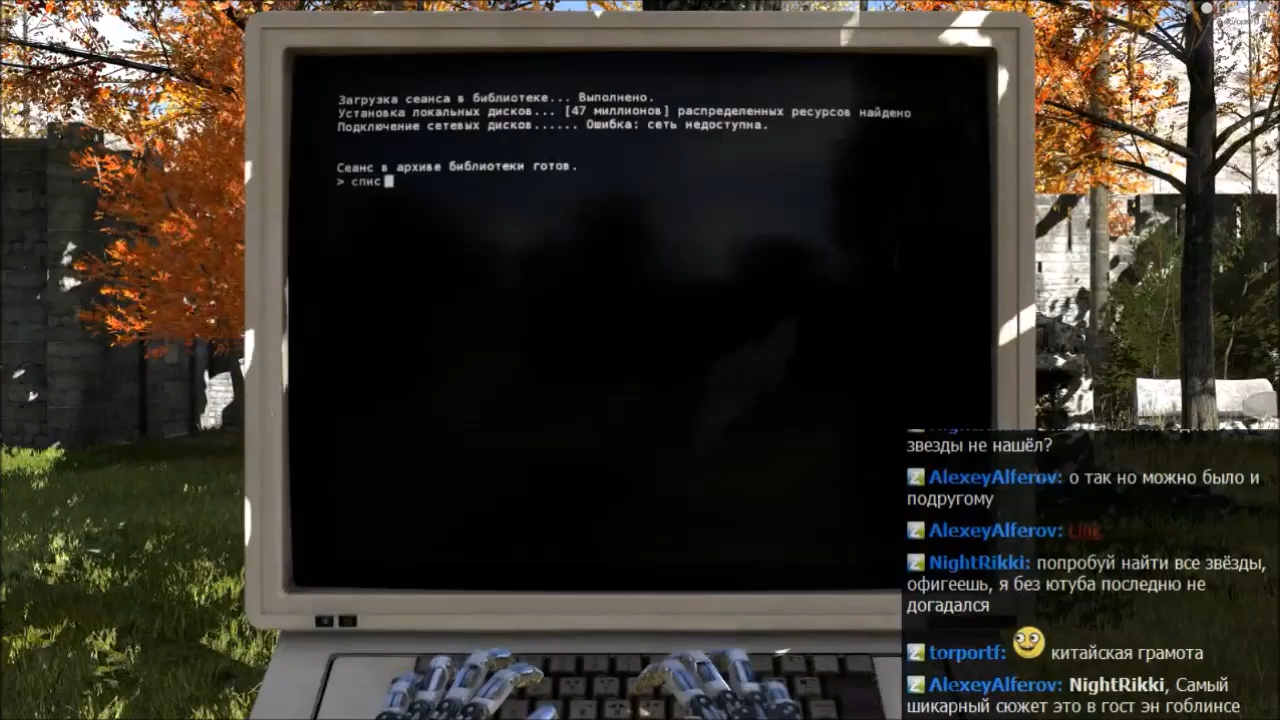 Загрузка сеанса в библиотеке... Выполнено.
Установка локальных дисков... [47 миллионов] распределенных ресурсов найдено
Подключение сетевых дисков...... Ошибка: сеть недоступна.
Сеанс в архиве библиотеки готов.
> спис
звезды не нашёл?
AlexeyAlferov: о так но можно было и
подругому
AlexeyAlferov: Link
NightRikki: попробуй найти все звёзды,
офигеешь, я без ютуба последню не
догадался
torportf: китайская грамота
AlexeyAlferov: NightRikki, Самый
шикарный сюжет это в гост эн гоблинсе